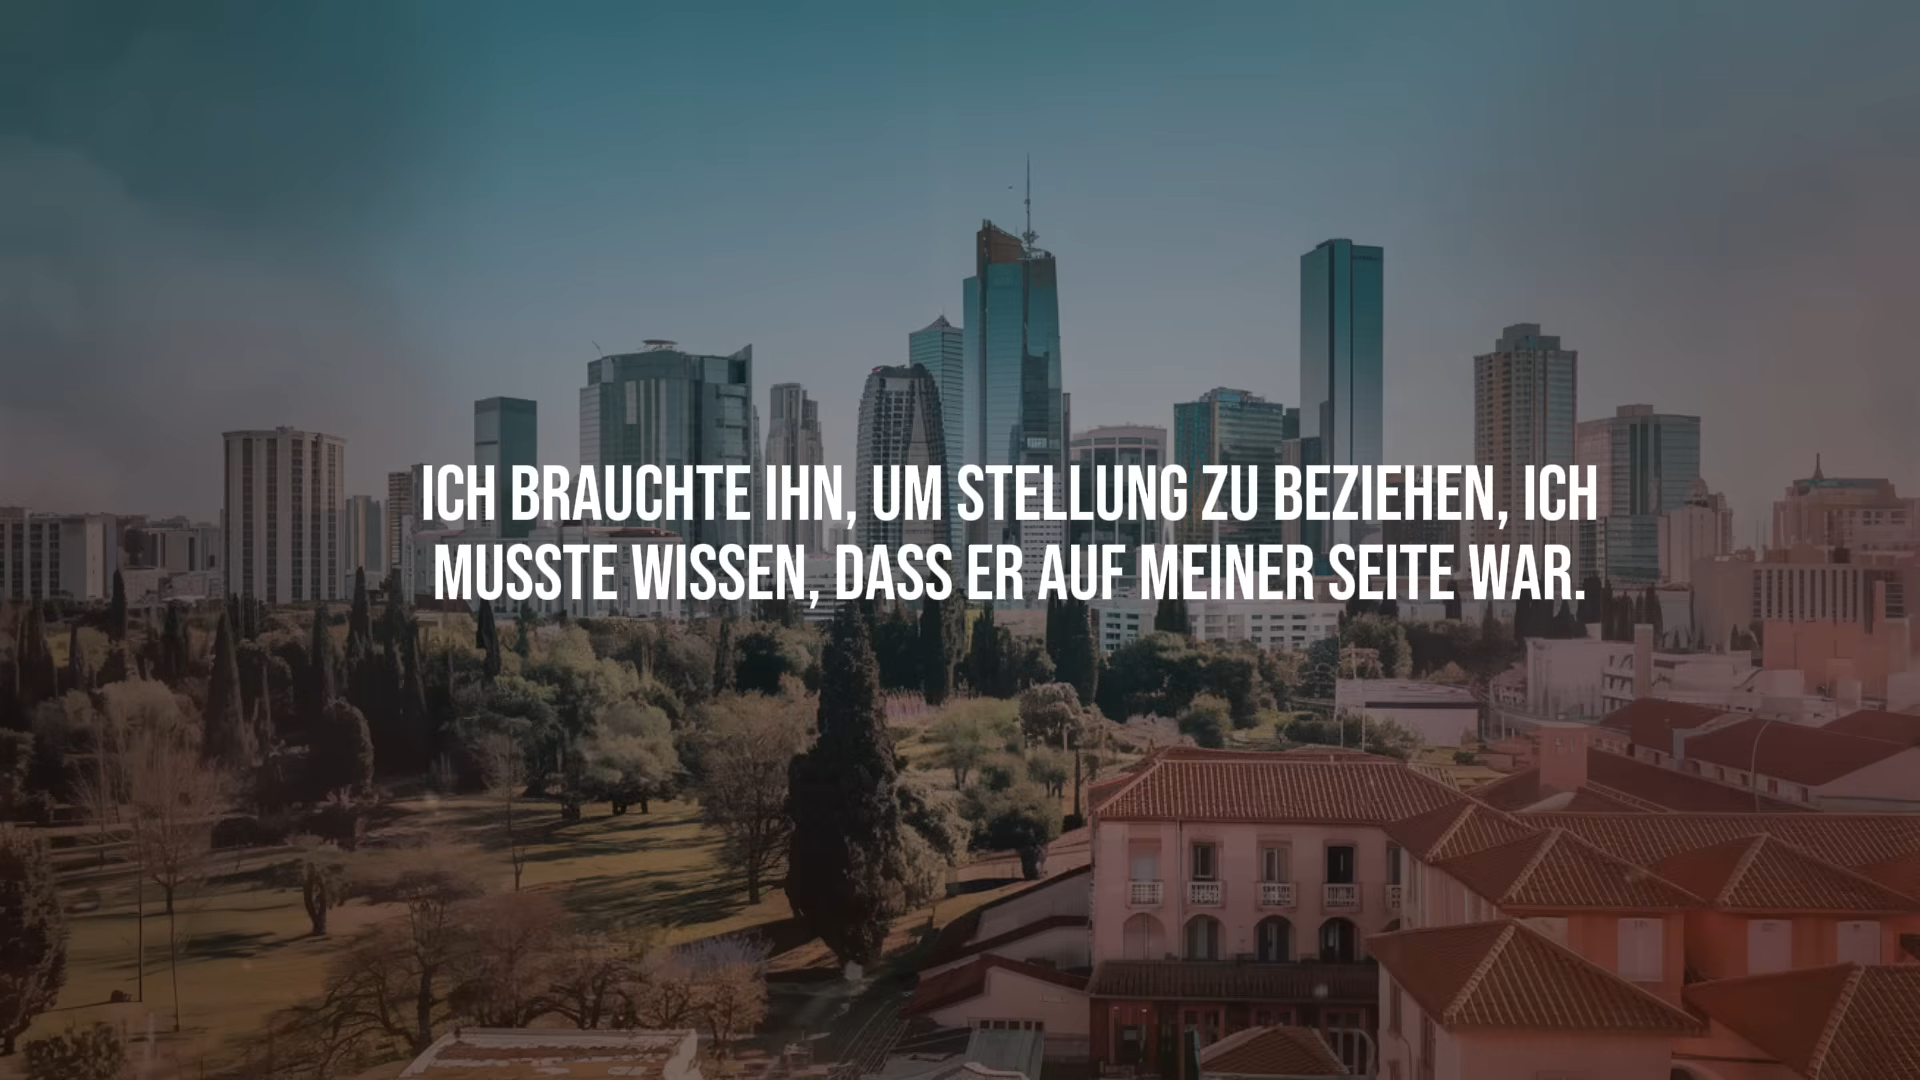 ICH BRAUCHTE IHN, UM STELLUNG ZU BEZIEHEN, ICH
MUSSTE WISSEN, DASS ER AUF MEINER SEITE WAR.